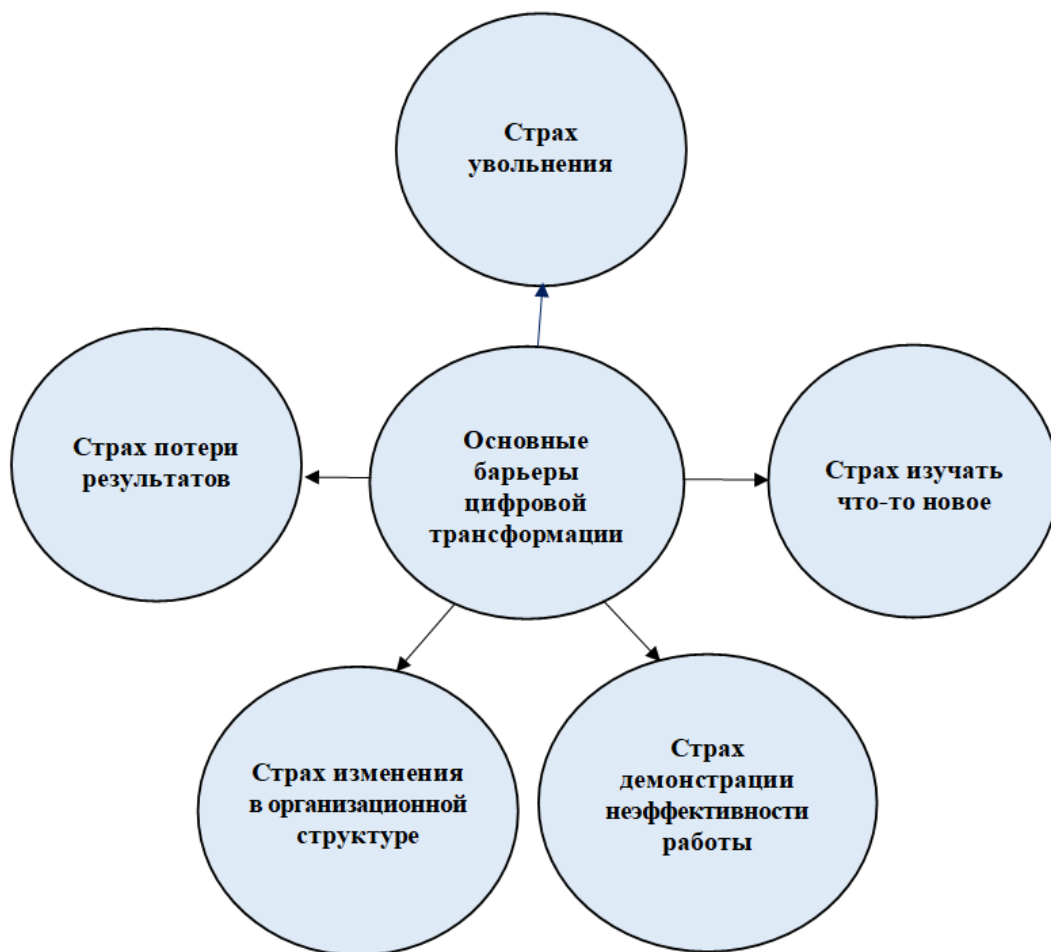 Страх
увольнения
Страх потери
результатов
Основные
барьеры
цифровой
трансформации
Страх изучать
что-то новое
Страх изменения
в организационной
структуре
Страх
демонстрации
неэффективности
работы